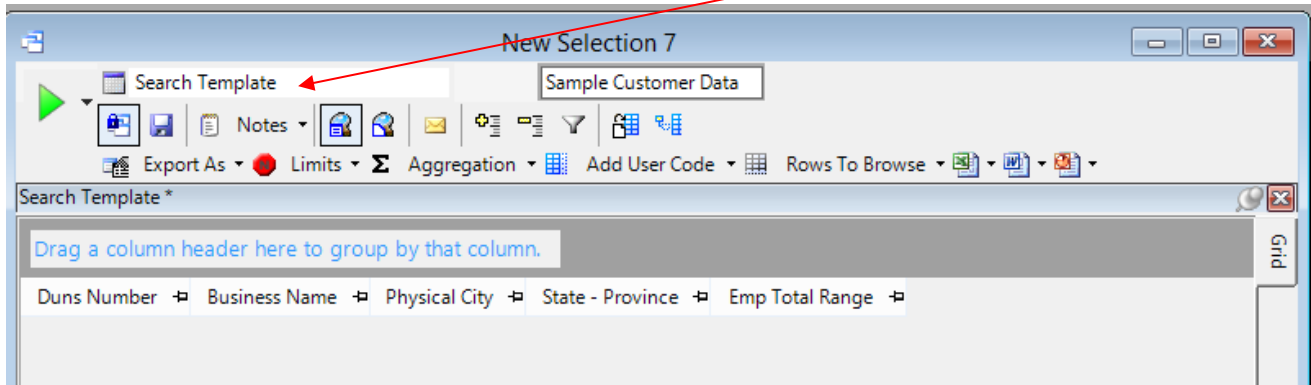 New Selection 7
Search Template Sample Customer Data
Notes
Export As Limits Σ Aggregation Add User Code Rows To Browse
Search Template *
Drag a column header here to group by that column.
Grid
Duns Number Business Name Physical City State - Province Emp Total Range